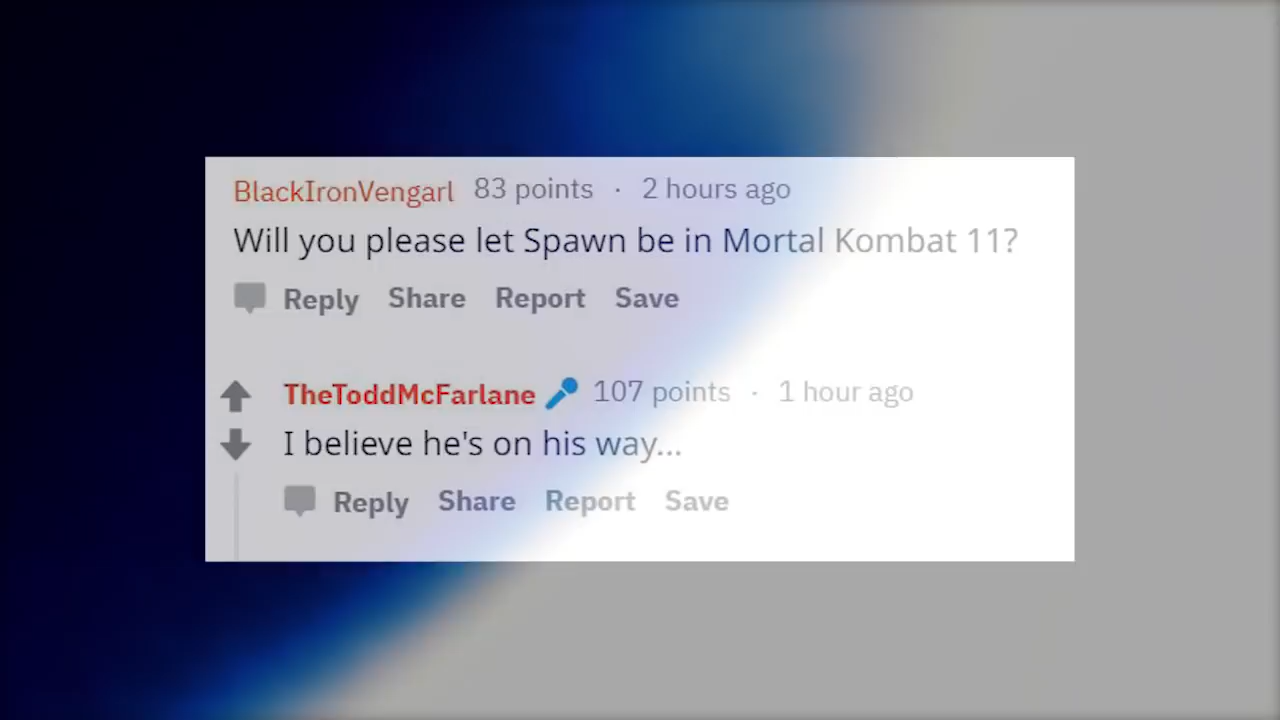 BlackIronVengarl 83 points · 2 hours ago
Will you please let Spawn be in Mortal Kombat 11?
Reply Share Report Save
TheToddMcFarlane 107 points · 1 hour ago
I believe he's on his way...
Reply Share Report Save